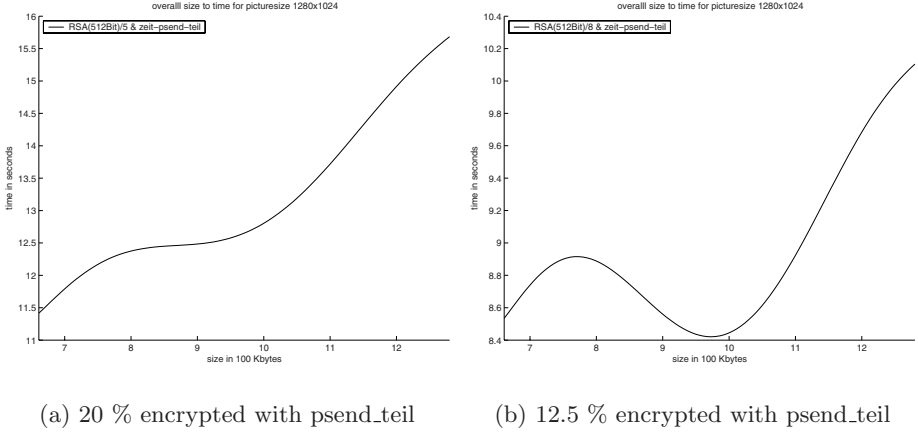 overalll size to time for picturesize 1280x1024
16
15.5
15
14.5
14
13.5
13
12.5
12
11.5
11
RSA(512Bit)/5 & zeit-psend-teil
time in seconds
7 8 9 10 11 12
size in 100 Kbytes
(a) 20 % encrypted with psend_teil
overalll size to time for picturesize 1280x1024
10.4
10.2
10
9.8
9.6
9.4
9.2
9
8.8
8.6
8.4
RSA(512Bit)/8 & zeit-psend-teil
time in seconds
7 8 9 10 11 12
size in 100 Kbytes
(b) 12.5 % encrypted with psend_teil